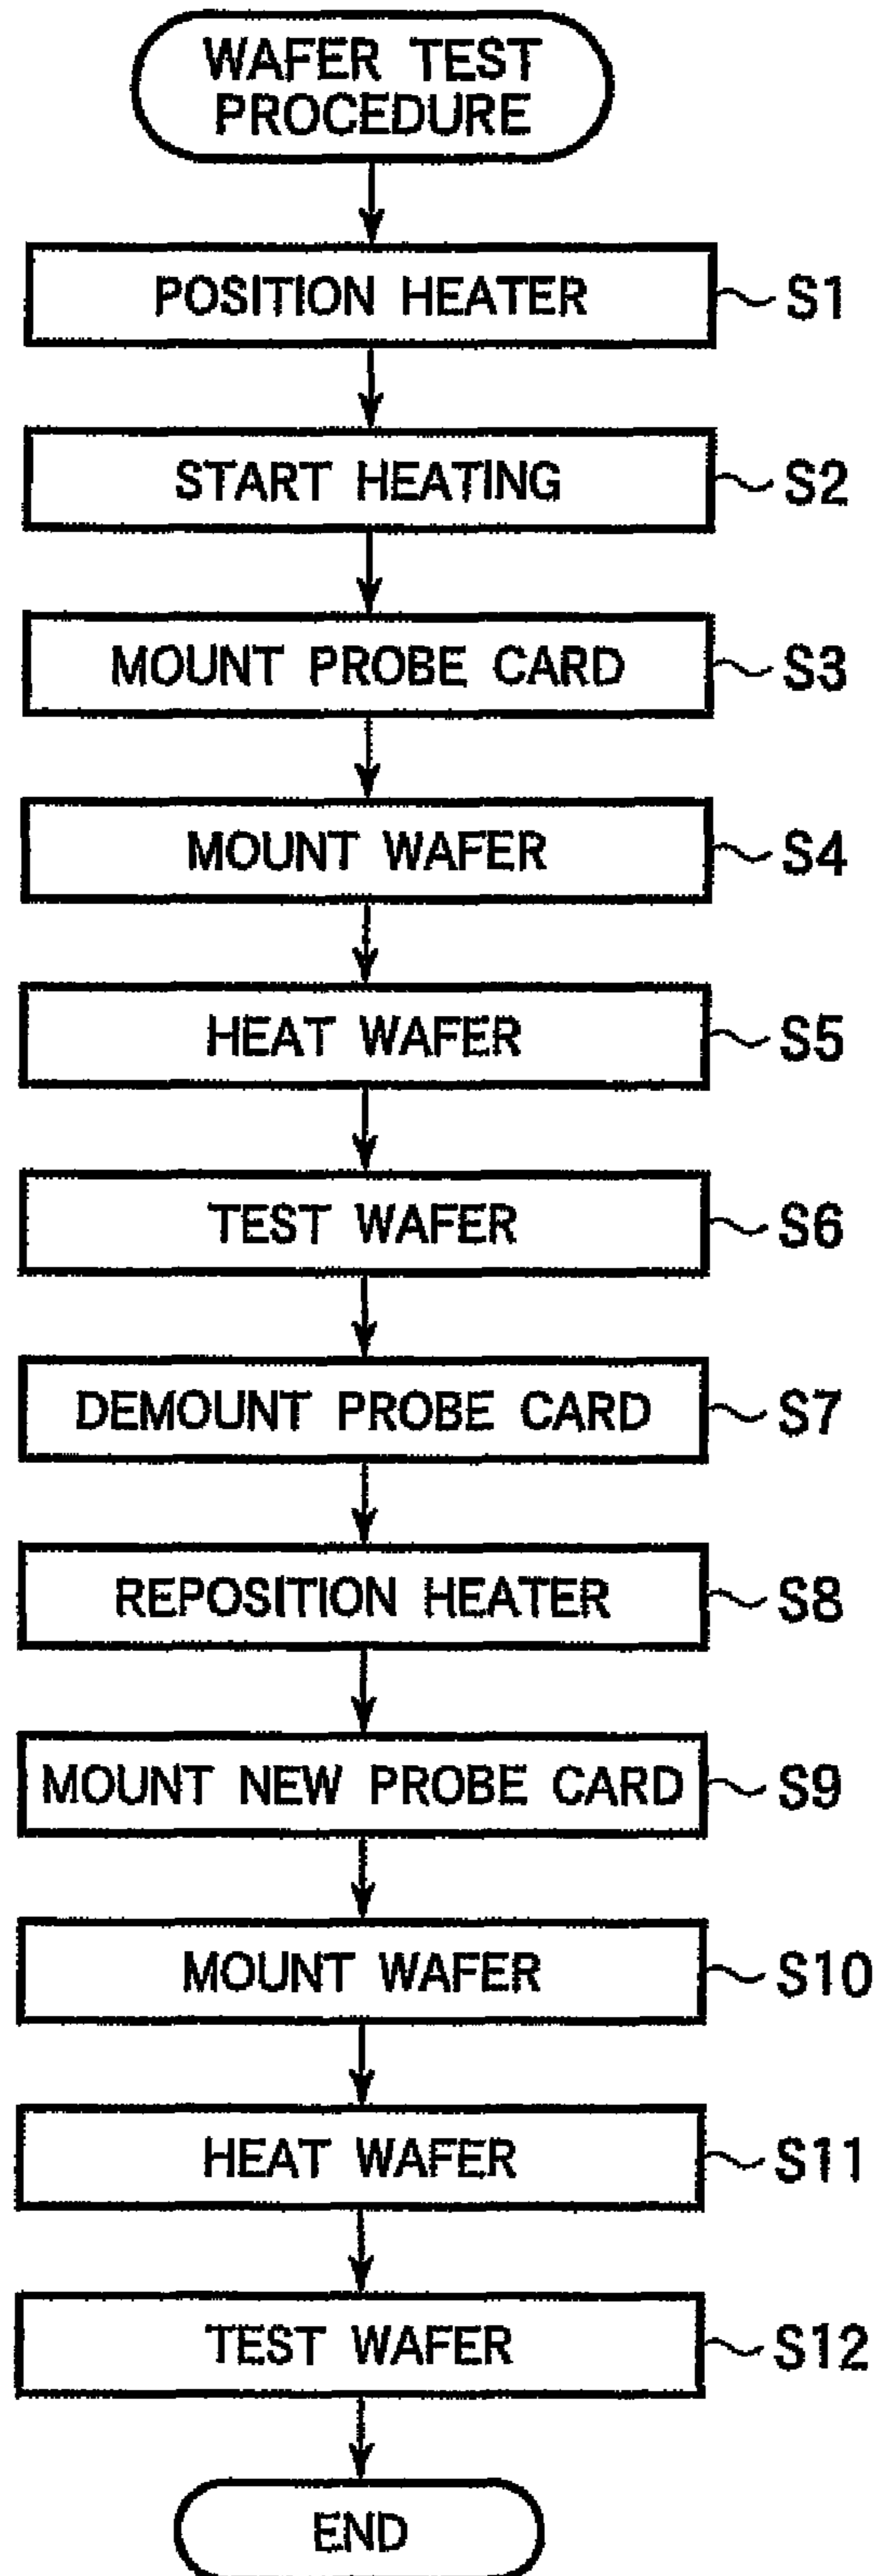 WAFER TEST
PROCEDURE
POSITION HEATER S1
START HEATING S2
MOUNT PROBE CARD S3
MOUNT WAFER S4
HEAT WAFER S5
TEST WAFER S6
DEMOUNT PROBE CARD S7
REPOSITION HEATER S8
MOUNT NEW PROBE CARD S9
MOUNT WAFER S10
HEAT WAFER S11
TEST WAFER S12
END